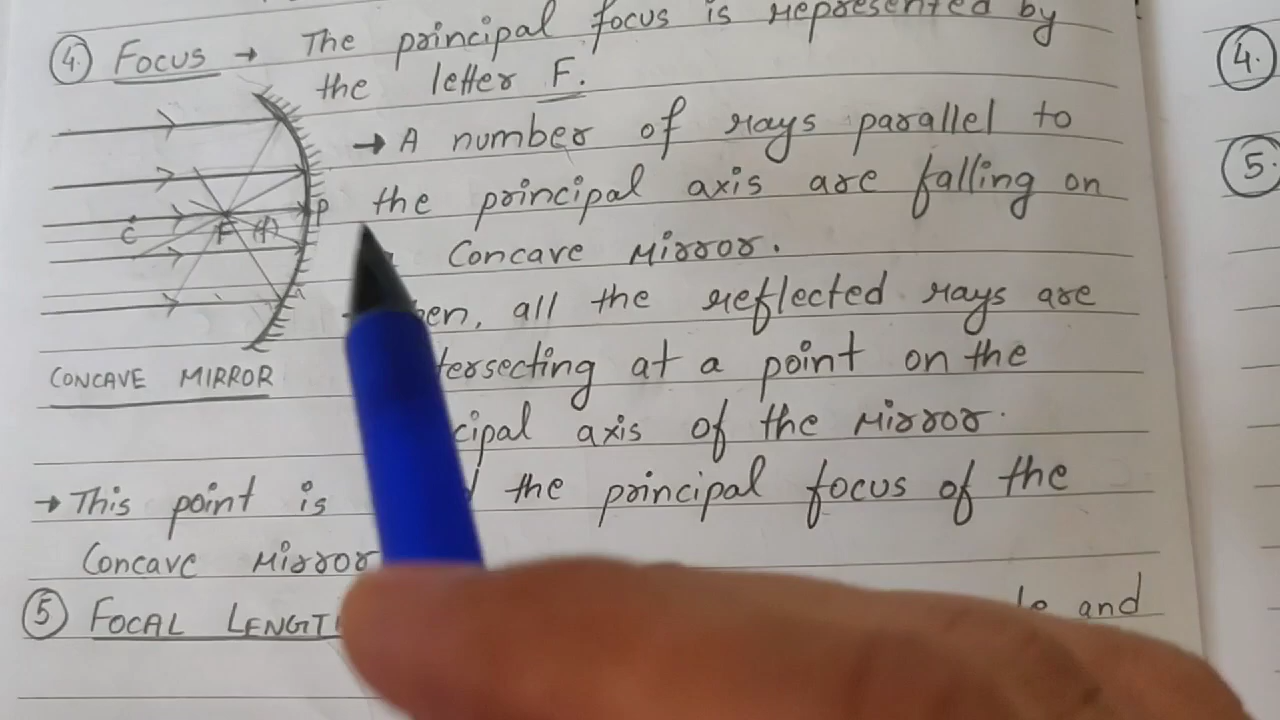 ④ FOCUS → The principal focus is represented by
the letter F.
→ A number of rays parallel to
the principal axis are falling on
Concave Mirror.
all the reflected rays are
at a point on the
axis of the Mirror.
→ This point is the principal focus of the
Concave Mirror
C F (f) P
CONCAVE MIRROR
⑤ FOCAL
and
4.
5.